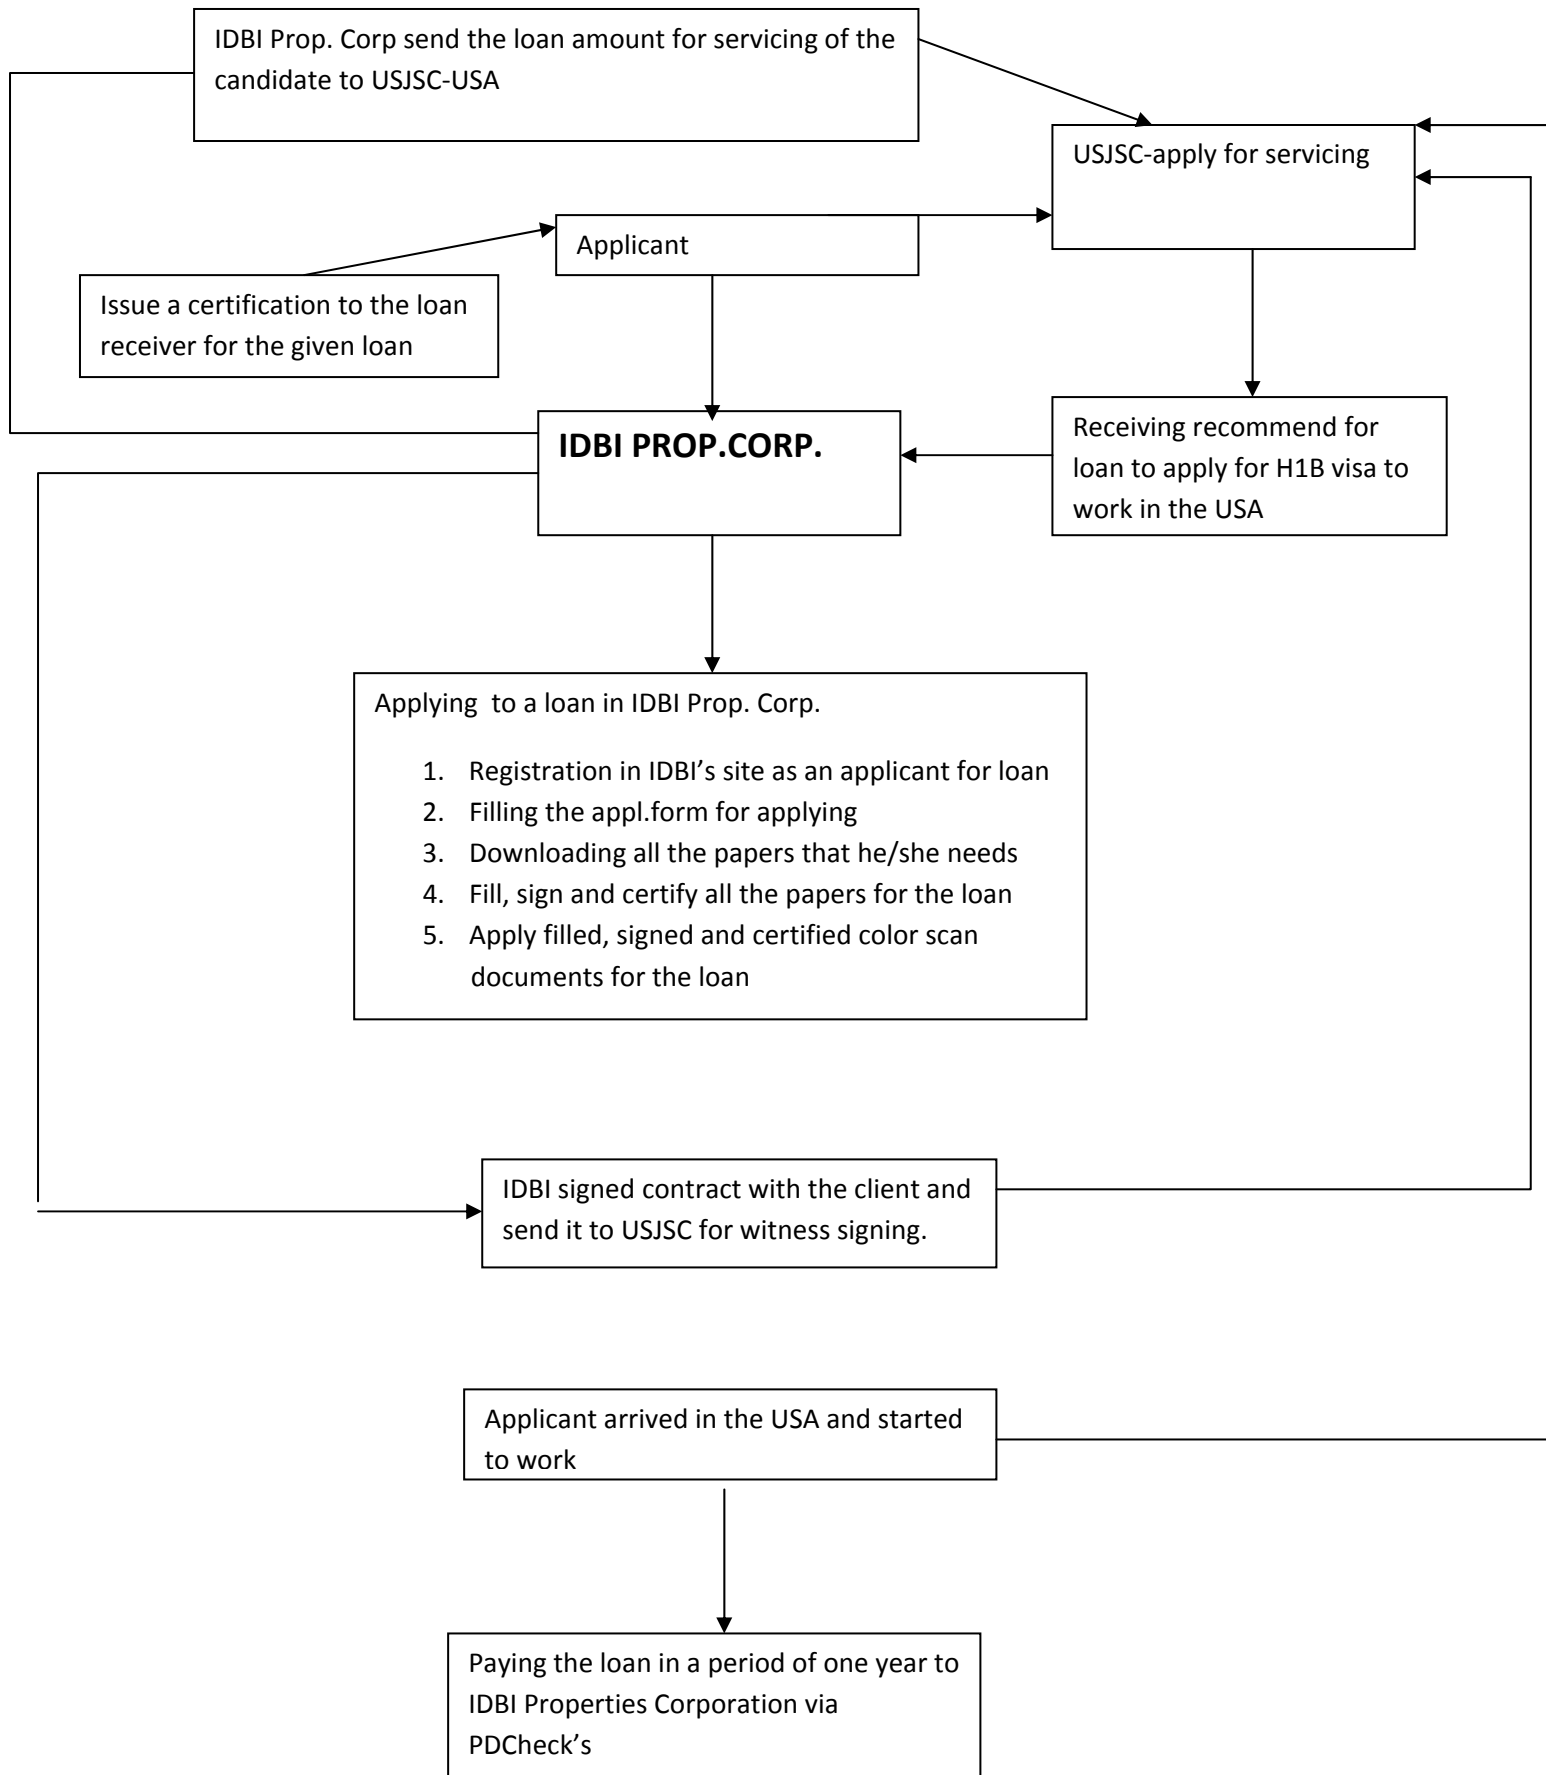 IDBI Prop. Corp send the loan amount for servicing of the
candidate to USJSC-USA
USJSC-apply for servicing
Applicant
Issue a certification to the loan
receiver for the given loan
IDBI PROP.CORP.
Receiving recommend for
loan to apply for H1B visa to
work in the USA
Applying to a loan in IDBI Prop. Corp.
1. Registration in IDBI’s site as an applicant for loan
2. Filling the appl.form for applying
3. Downloading all the papers that he/she needs
4. Fill, sign and certify all the papers for the loan
5. Apply filled, signed and certified color scan
documents for the loan
IDBI signed contract with the client and
send it to USJSC for witness signing.
Applicant arrived in the USA and started
to work
Paying the loan in a period of one year to
IDBI Properties Corporation via
PDCheck’s